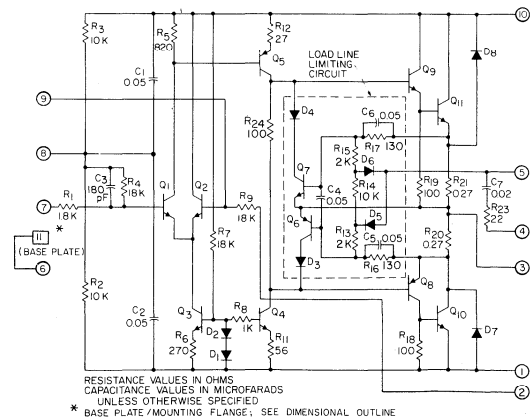 R3
10K
R5
820
R12
27
LOAD LINE
LIMITING
CIRCUIT
10
C1
0.05
Q5
D8
Q9
9
D4
C6 0.05
Q11
R24
100
R17 130
R15
2K
D6
5
8
Q7
C4
0.05
R14
10K
R19
100
R21
0.27
C7
0.02
C3
180
pF
R4
18K
Q1
Q2
R9
18K
Q6
D5
R1
1.8K
7
R23
22
4
*
R7
18K
R13
2K
C5 0.05
R20
0.27
11
(BASE PLATE)
D3
R16 130
3
6
Q8
R2
10K
C2
0.05
Q3
R8
1K
Q4
Q10
D7
R6
270
D2
D1
R11
56
R18
100
1
RESISTANCE VALUES IN OHMS
CAPACITANCE VALUES IN MICROFARADS
UNLESS OTHERWISE SPECIFIED
2
* BASE PLATE/MOUNTING FLANGE; SEE DIMENSIONAL OUTLINE